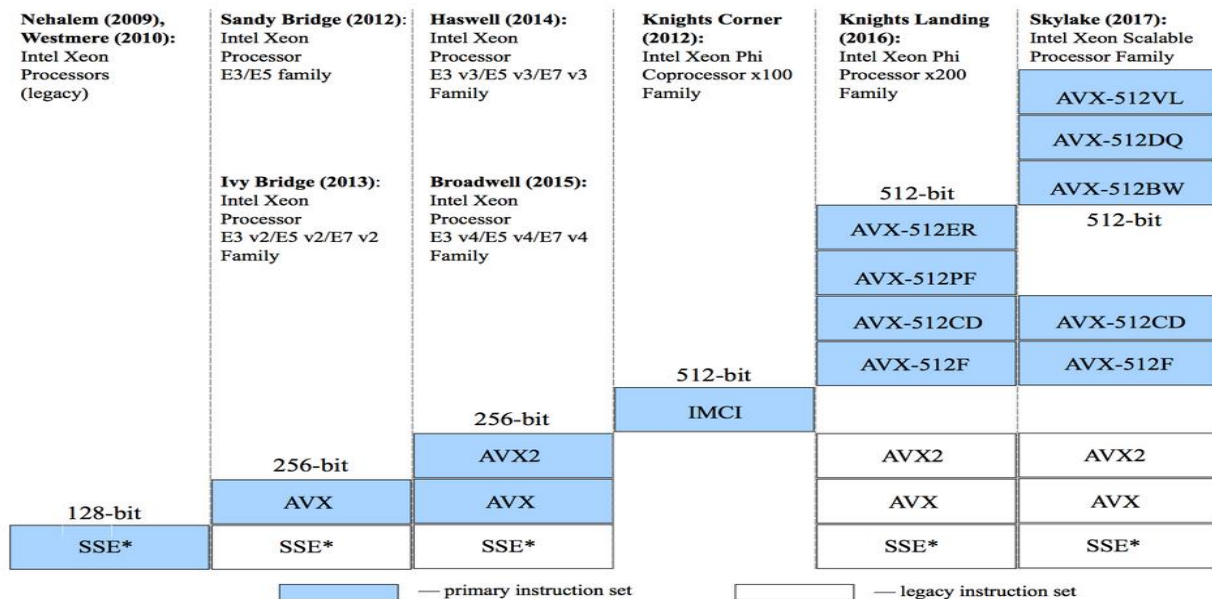 Nehalem (2009),
Westmere (2010):
Intel Xeon
Processors
(legacy)
Sandy Bridge (2012):
Intel Xeon
Processor
E3/E5 family
Ivy Bridge (2013):
Intel Xeon
Processor
E3 v2/E5 v2/E7 v2
Family
Haswell (2014):
Intel Xeon
Processor
E3 v3/E5 v3/E7 v3
Family
Broadwell (2015):
Intel Xeon
Processor
E3 v4/E5 v4/E7 v4
Family
Knights Corner
(2012):
Intel Xeon Phi
Coprocessor x100
Family
Knights Landing
(2016):
Intel Xeon Phi
Processor x200
Family
Skylake (2017):
Intel Xeon Scalable
Processor Family
128-bit
SSE*
256-bit
AVX
SSE*
256-bit
AVX2
AVX
SSE*
512-bit
IMCI
512-bit
AVX-512ER
AVX-512PF
AVX-512CD
AVX-512F
AVX2
AVX
SSE*
AVX-512VL
AVX-512DQ
AVX-512BW
512-bit
AVX-512CD
AVX-512F
AVX2
AVX
SSE*
— primary instruction set
— legacy instruction set